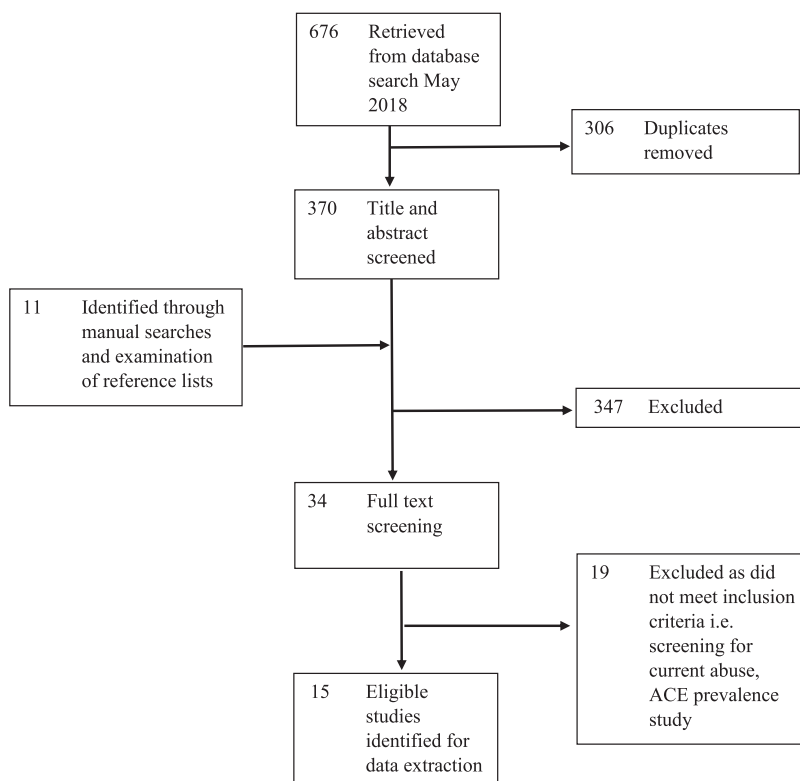 676 Retrieved
from database
search May
2018
306 Duplicates
removed
370 Title and
abstract
screened
11 Identified through
manual searches
and examination
of reference lists
347 Excluded
34 Full text
screening
19 Excluded as did
not meet inclusion
criteria i.e.
screening for
current abuse,
ACE prevalence
study
15 Eligible
studies
identified for
data extraction